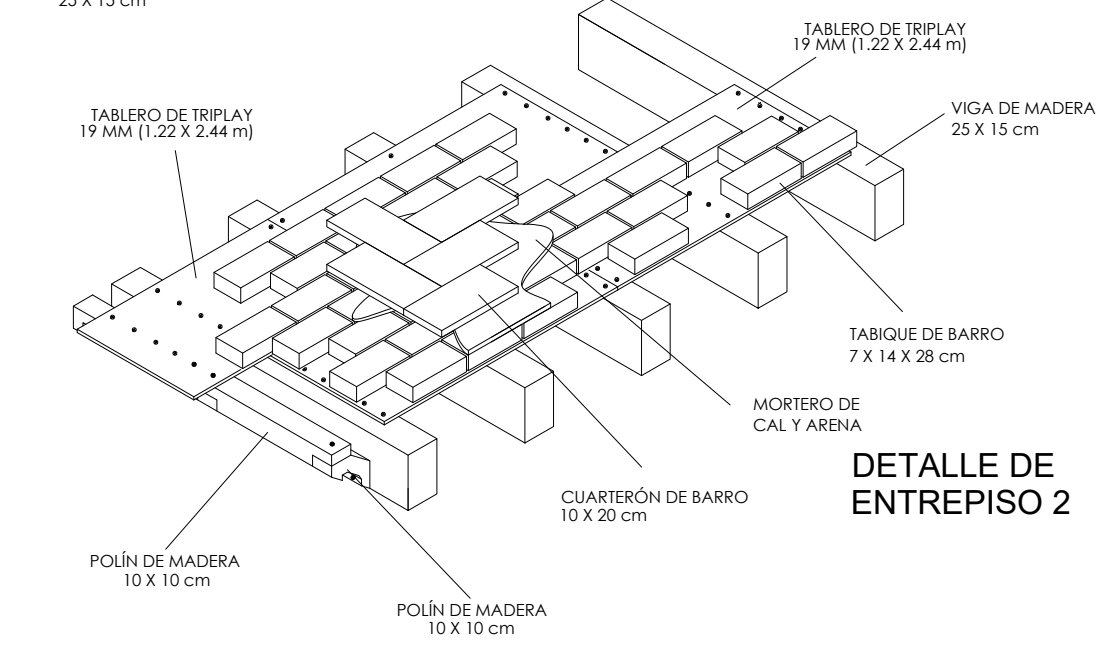 25 X 15 cm
TABLERO DE TRIPLAY
19 MM (1.22 X 2.44 m)
TABLERO DE TRIPLAY
19 MM (1.22 X 2.44 m)
VIGA DE MADERA
25 X 15 cm
TABIQUE DE BARRO
7 X 14 X 28 cm
MORTERO DE
CAL Y ARENA
DETALLE DE
ENTREPISO 2
CUARTERÓN DE BARRO
10 X 20 cm
POLÍN DE MADERA
10 X 10 cm
POLÍN DE MADERA
10 X 10 cm